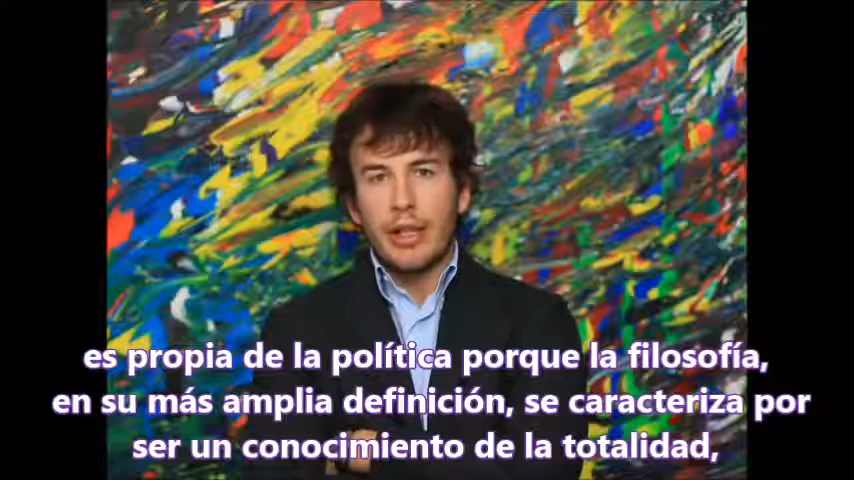 es propia de la política porque la filosofía,
en su más amplia definición, se caracteriza por
ser un conocimiento de la totalidad,